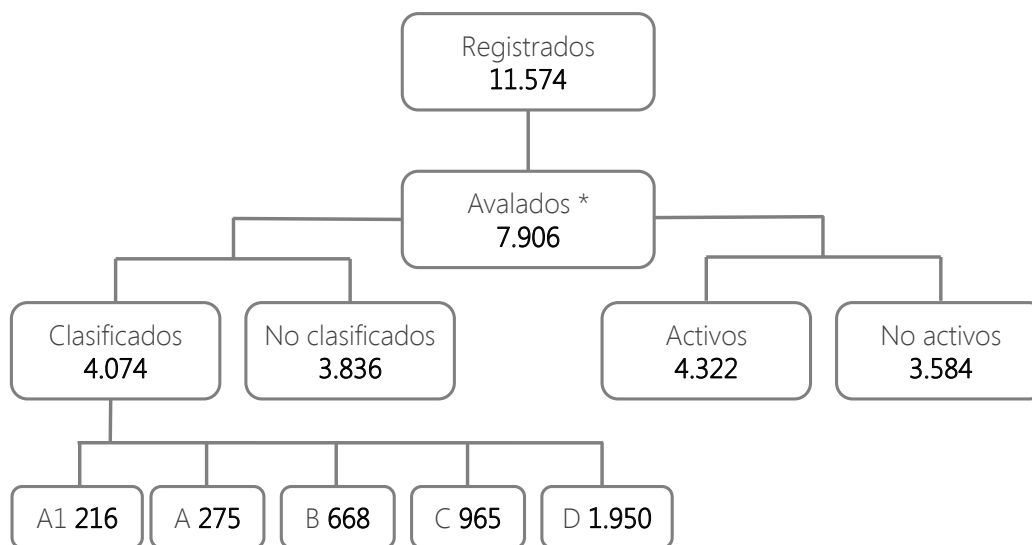 Registrados
11.574
Avalados *
7.906
Clasificados
4.074
No clasificados
3.836
Activos
4.322
No activos
3.584
A1 216
A 275
B 668
C 965
D 1.950